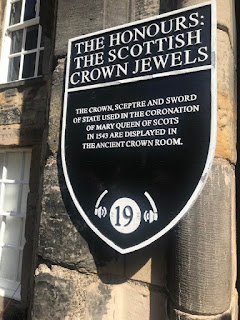 THE HONOURS:
THE SCOTTISH
CROWN JEWELS
THE CROWN, SCEPTRE AND SWORD
OF STATE USED IN THE CORONATION
OF MARY QUEEN OF SCOTS
IN 1543 ARE DISPLAYED IN
THE ANCIENT CROWN ROOM.
19